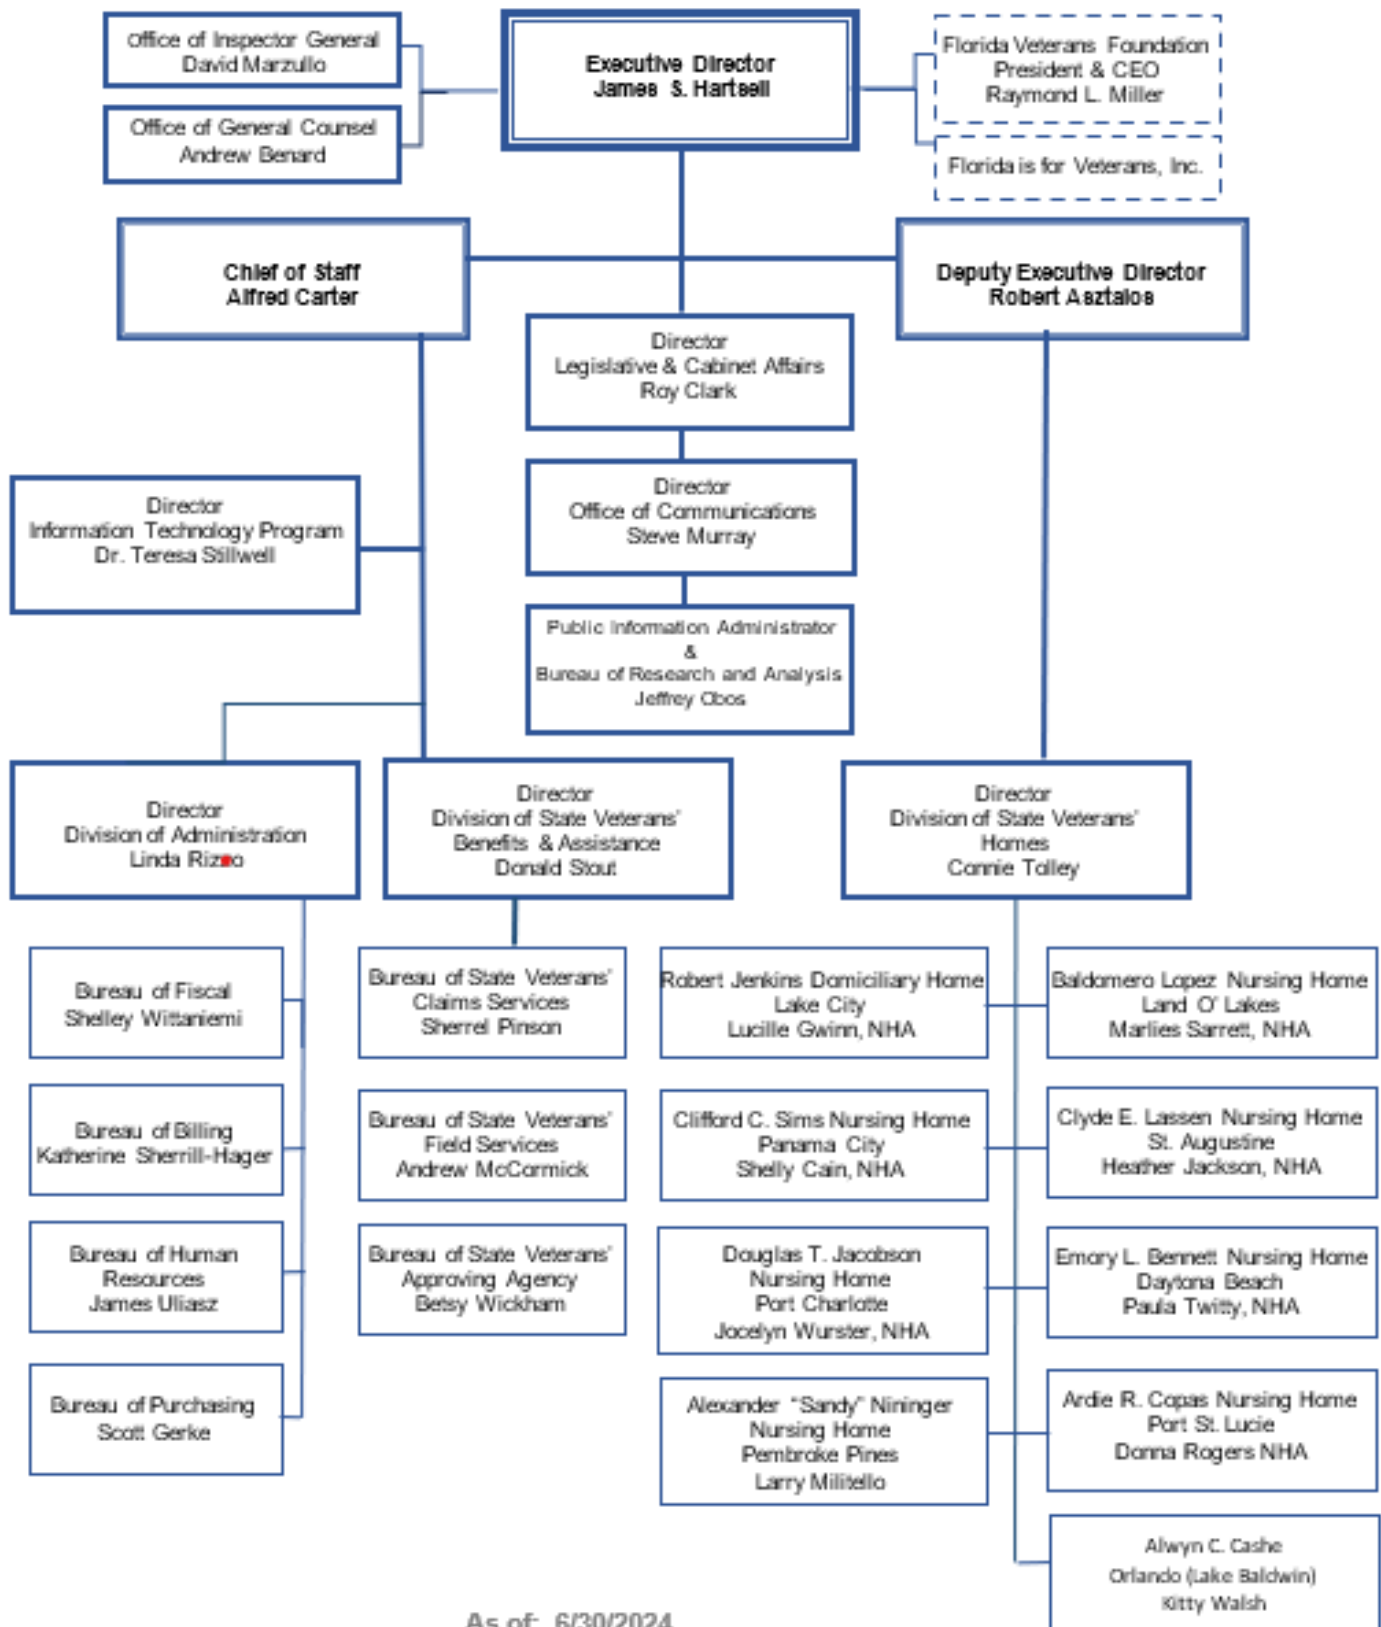 Office of Inspector General
David Marzullo
Office of General Counsel
Andrew Benard
Executive Director
James S. Hartsell
Florida Veterans Foundation
President & CEO
Raymond L. Miller
Florida is for Veterans, Inc.
Chief of Staff
Alfred Carter
Deputy Executive Director
Robert Asztalos
Director
Legislative & Cabinet Affairs
Roy Clark
Director
Office of Communications
Steve Murray
Director
Information Technology Program
Dr. Teresa Stillwell
Public Information Administrator
&
Bureau of Research and Analysis
Jeffrey Obos
Director
Division of Administration
Linda Rizzo
Director
Division of State Veterans'
Benefits & Assistance
Donald Stout
Director
Division of State Veterans'
Homes
Connie Tolley
Bureau of Fiscal
Shelley Wittaniemi
Bureau of Billing
Katherine Sherrill-Hager
Bureau of Human
Resources
James Uliasz
Bureau of Purchasing
Scott Gerke
Bureau of State Veterans'
Claims Services
Sherrel Pinson
Bureau of State Veterans'
Field Services
Andrew McCormick
Bureau of State Veterans'
Approving Agency
Betsy Wickham
Robert Jenkins Domiciliary Home
Lake City
Lucille Gwinn, NHA
Clifford C. Sims Nursing Home
Panama City
Shelly Cain, NHA
Douglas T. Jacobson
Nursing Home
Port Charlotte
Jocelyn Wurster, NHA
Alexander "Sandy" Nininger
Nursing Home
Pembroke Pines
Larry Militello
Baldomero Lopez Nursing Home
Land O' Lakes
Marlies Sarrett, NHA
Clyde E. Lassen Nursing Home
St. Augustine
Heather Jackson, NHA
Emory L. Bennett Nursing Home
Daytona Beach
Paula Twitty, NHA
Ardie R. Copas Nursing Home
Port St. Lucie
Donna Rogers NHA
Alwyn C. Cashe
Orlando (Lake Baldwin)
Kitty Walsh
As of: 6/30/2024